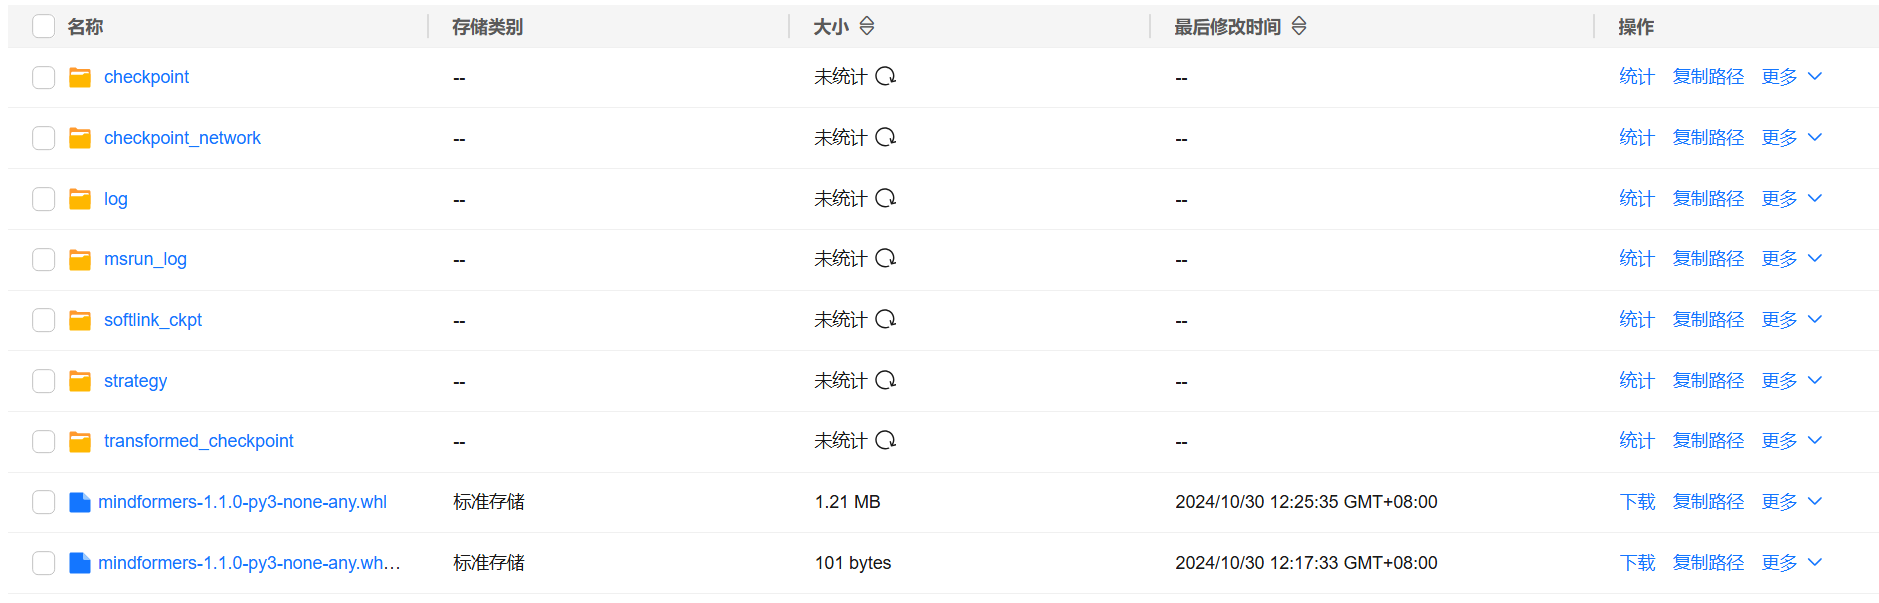 名称 存储类别 大小 最后修改时间 操作
checkpoint -- 未统计 -- 统计 复制路径 更多
checkpoint_network -- 未统计 -- 统计 复制路径 更多
log -- 未统计 -- 统计 复制路径 更多
msrun_log -- 未统计 -- 统计 复制路径 更多
softlink_ckpt -- 未统计 -- 统计 复制路径 更多
strategy -- 未统计 -- 统计 复制路径 更多
transformed_checkpoint -- 未统计 -- 统计 复制路径 更多
mindformers-1.1.0-py3-none-any.whl 标准存储 1.21 MB 2024/10/30 12:25:35 GMT+08:00 下载 复制路径 更多
mindformers-1.1.0-py3-none-any.wh... 标准存储 101 bytes 2024/10/30 12:17:33 GMT+08:00 下载 复制路径 更多